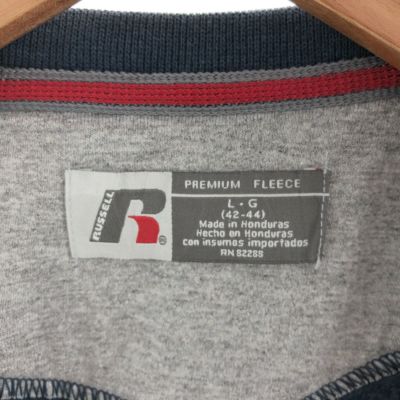 RUSSELL
R®
PREMIUM FLEECE
L • G
(42-44)
Made in Honduras
Hecho en Honduras
con insumos importados
RN 82288